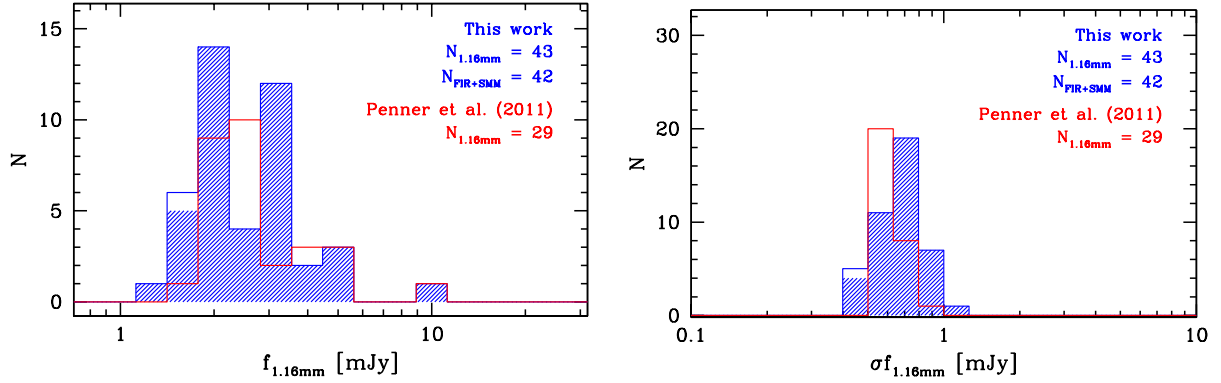 This work
N1.16mm = 43
NFIR+SMM = 42
Penner et al. (2011)
N1.16mm = 29
15
10
5
0
N
1
10
f1.16mm [mJy]
This work
N1.16mm = 43
NFIR+SMM = 42
Penner et al. (2011)
N1.16mm = 29
30
20
10
0
N
0.1
1
10
σf1.16mm [mJy]